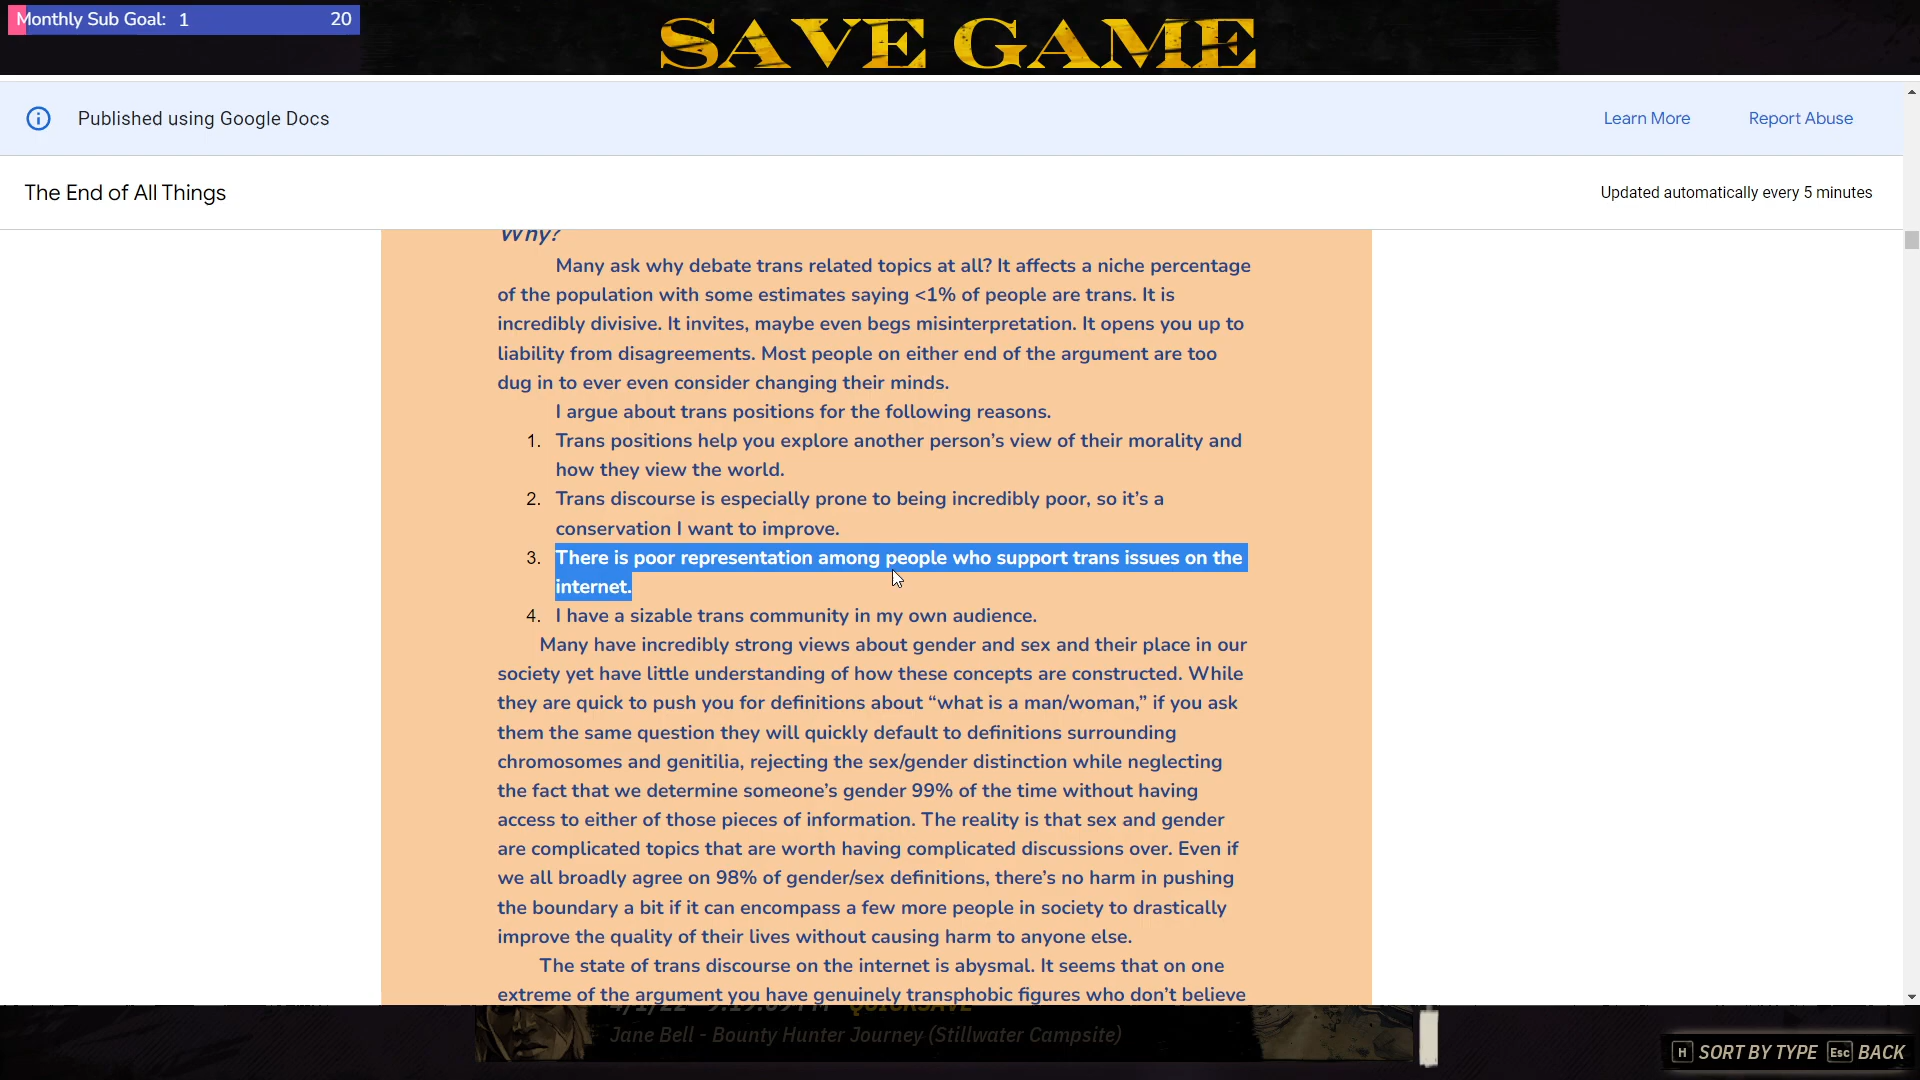 Monthly Sub Goal: 1 20
SAVE GAME
Published using Google Docs
Learn More
Report Abuse
The End of All Things
Updated automatically every 5 minutes
Why?
Many ask why debate trans related topics at all? It affects a niche percentage
of the population with some estimates saying <1% of people are trans. It is
incredibly divisive. It invites, maybe even begs misinterpretation. It opens you up to
liability from disagreements. Most people on either end of the argument are too
dug in to ever even consider changing their minds.
I argue about trans positions for the following reasons.
1. Trans positions help you explore another person's view of their morality and
how they view the world.
2. Trans discourse is especially prone to being incredibly poor, so it's a
conservation I want to improve.
3. There is poor representation among people who support trans issues on the
internet.
4. I have a sizable trans community in my own audience.
Many have incredibly strong views about gender and sex and their place in our
society yet have little understanding of how these concepts are constructed. While
they are quick to push you for definitions about “what is a man/woman,” if you ask
them the same question they will quickly default to definitions surrounding
chromosomes and genitilia, rejecting the sex/gender distinction while neglecting
the fact that we determine someone's gender 99% of the time without having
access to either of those pieces of information. The reality is that sex and gender
are complicated topics that are worth having complicated discussions over. Even if
we all broadly agree on 98% of gender/sex definitions, there's no harm in pushing
the boundary a bit if it can encompass a few more people in society to drastically
improve the quality of their lives without causing harm to anyone else.
The state of trans discourse on the internet is abysmal. It seems that on one
extreme of the argument you have genuinely transphobic figures who don't believe
QUICKSAVE
Jane Bell - Bounty Hunter Journey (Stillwater Campsite)
H SORT BY TYPE Esc BACK